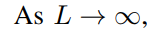 As L → ∞,